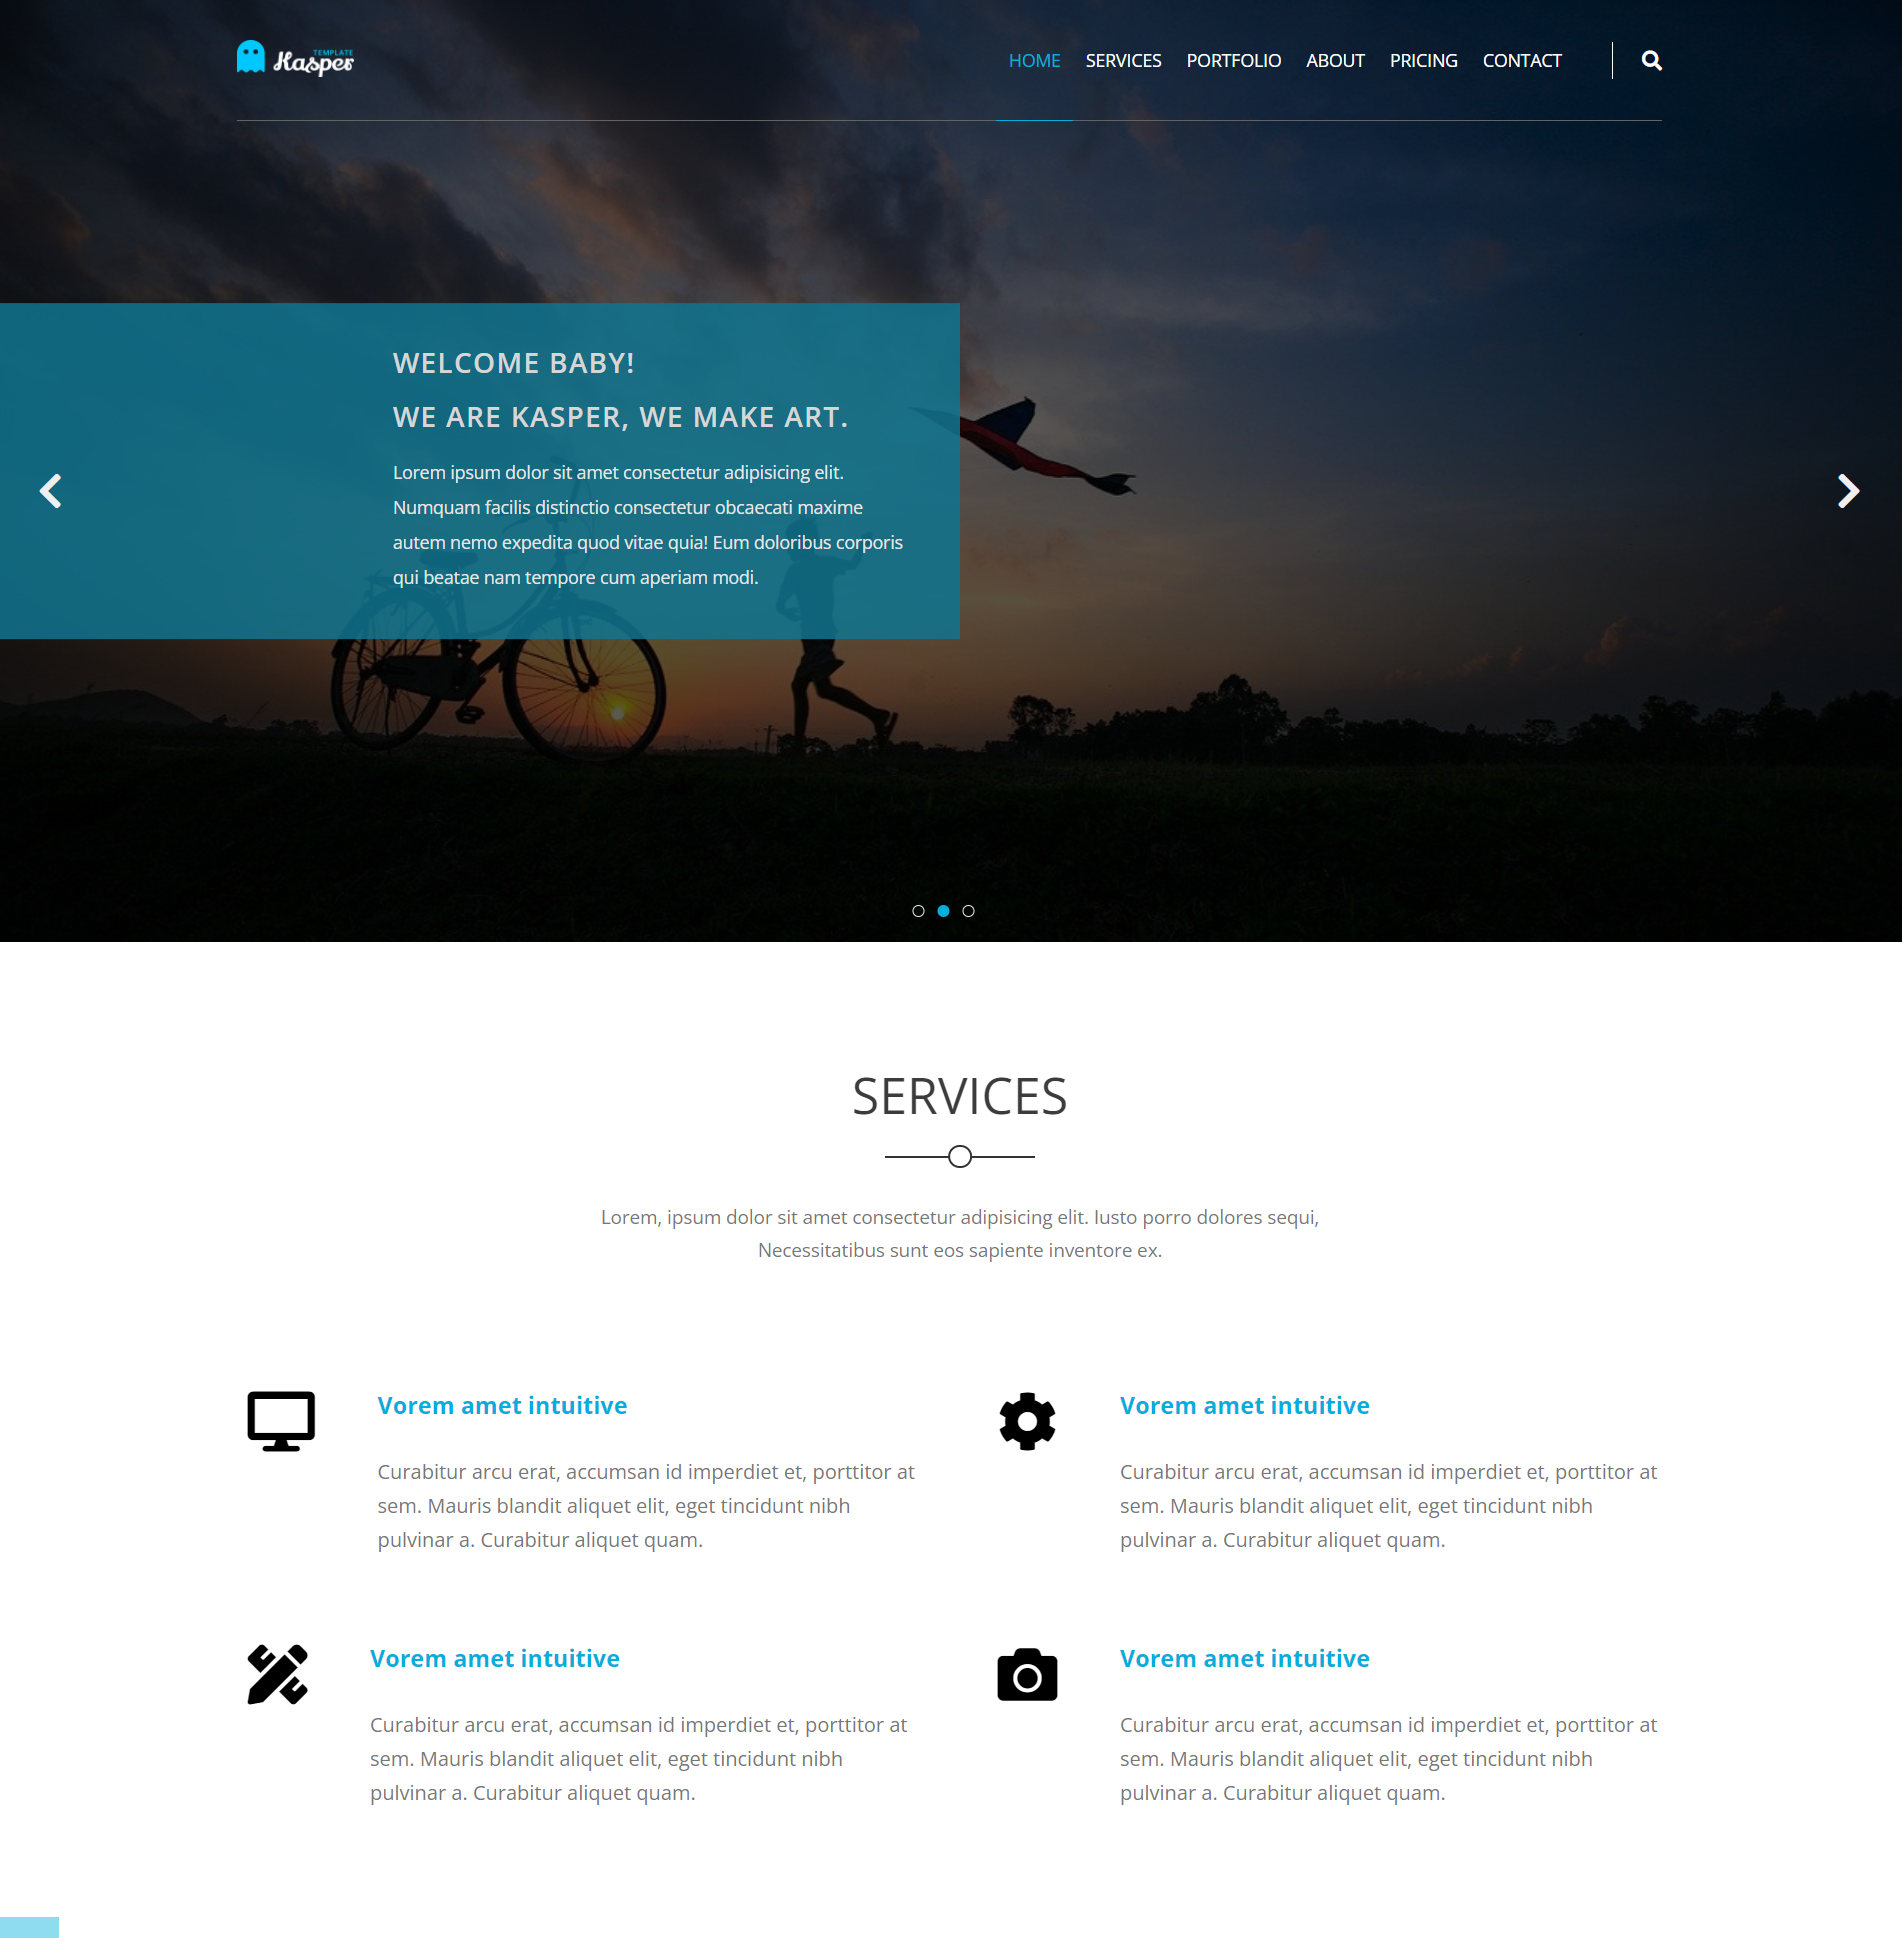 TEMPLATE
Kasper
HOME SERVICES PORTFOLIO ABOUT PRICING CONTACT
WELCOME BABY!
WE ARE KASPER, WE MAKE ART.
Lorem ipsum dolor sit amet consectetur adipisicing elit.
Numquam facilis distinctio consectetur obcaecati maxime
autem nemo expedita quod vitae quia! Eum doloribus corporis
qui beatae nam tempore cum aperiam modi.
SERVICES
Lorem, ipsum dolor sit amet consectetur adipisicing elit. Iusto porro dolores sequi,
Necessitatibus sunt eos sapiente inventore ex.
Vorem amet intuitive
Curabitur arcu erat, accumsan id imperdiet et, porttitor at
sem. Mauris blandit aliquet elit, eget tincidunt nibh
pulvinar a. Curabitur aliquet quam.
Vorem amet intuitive
Curabitur arcu erat, accumsan id imperdiet et, porttitor at
sem. Mauris blandit aliquet elit, eget tincidunt nibh
pulvinar a. Curabitur aliquet quam.
Vorem amet intuitive
Curabitur arcu erat, accumsan id imperdiet et, porttitor at
sem. Mauris blandit aliquet elit, eget tincidunt nibh
pulvinar a. Curabitur aliquet quam.
Vorem amet intuitive
Curabitur arcu erat, accumsan id imperdiet et, porttitor at
sem. Mauris blandit aliquet elit, eget tincidunt nibh
pulvinar a. Curabitur aliquet quam.